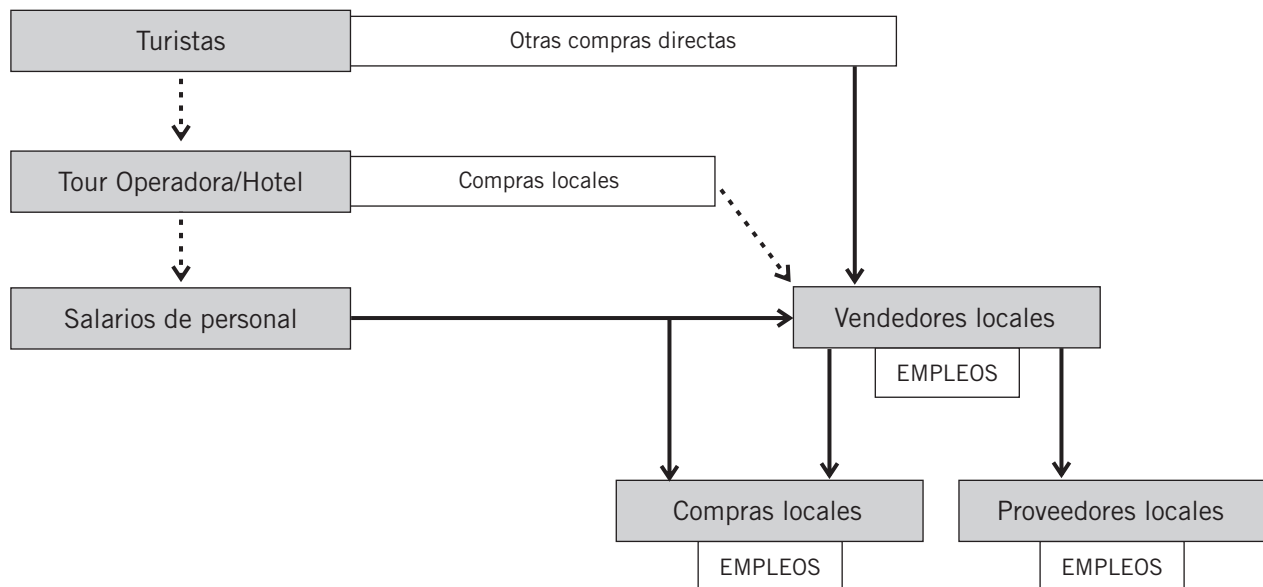 Turistas
Otras compras directas
Tour Operadora/Hotel
Compras locales
Salarios de personal
Vendedores locales
EMPLEOS
Compras locales
Proveedores locales
EMPLEOS
EMPLEOS